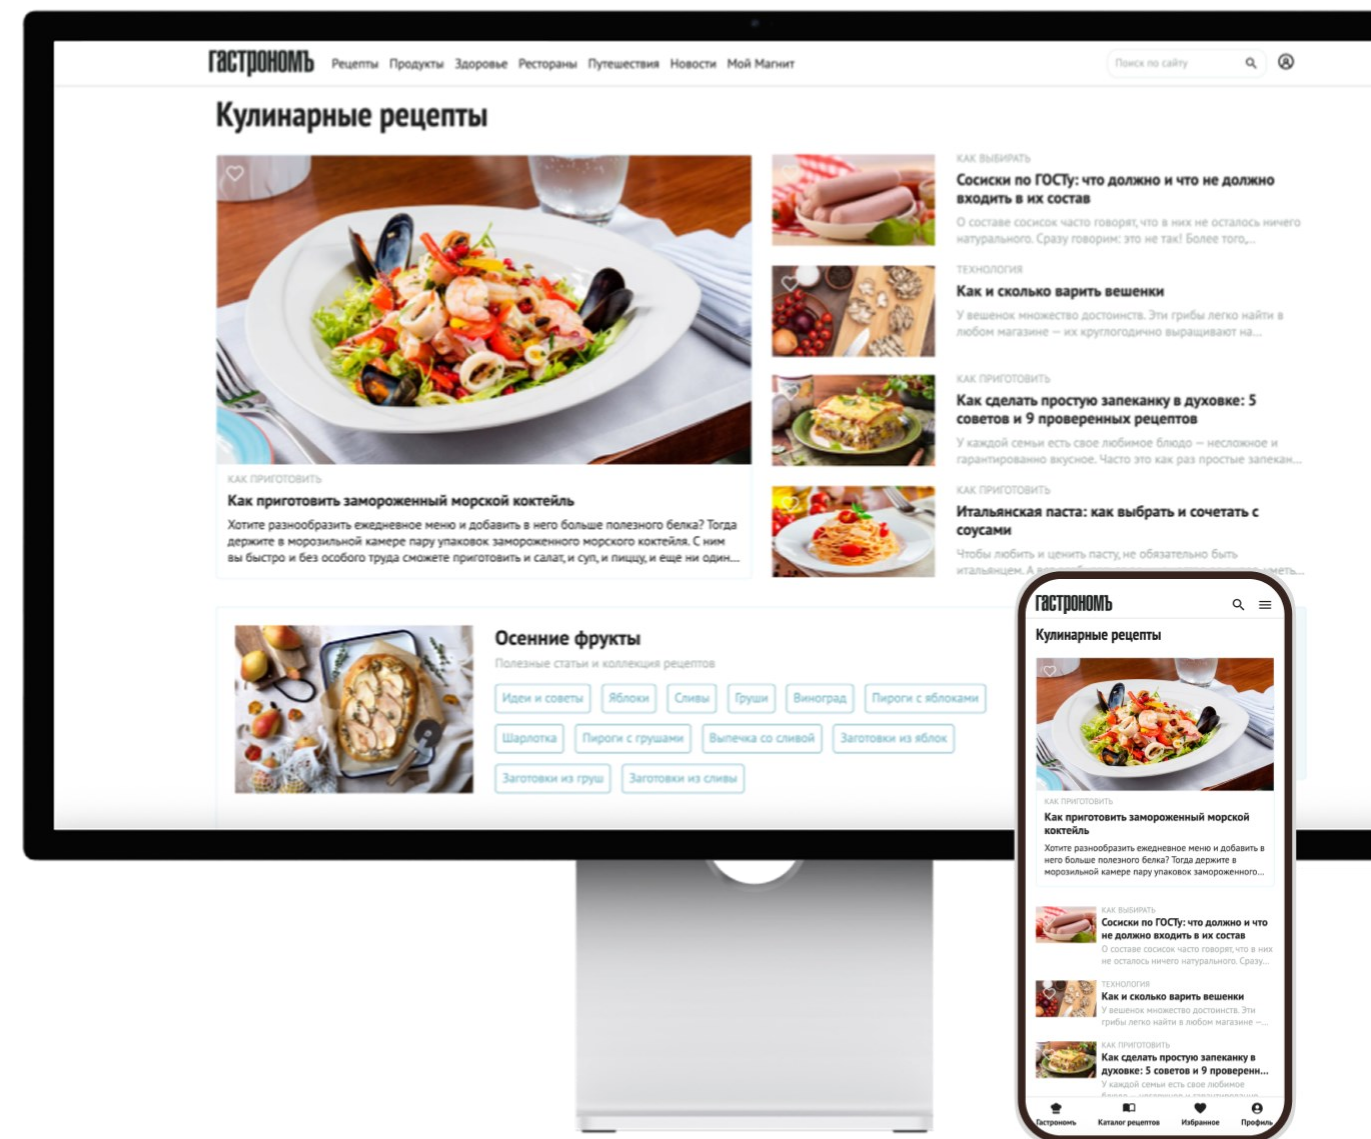 гастрономъ
Рецепты Продукты Здоровье Рестораны Путешествия Новости Мой Магнит
Поиск по сайту
Кулинарные рецепты
КАК ПРИГОТОВИТЬ
Как приготовить замороженный морской коктейль
Хотите разнообразить ежедневное меню и добавить в него больше полезного белка? Тогда
держите в морозильной камере пару упаковок замороженного морского коктейля. С ним
вы быстро и без особого труда сможете приготовить и салат, и суп, и пиццу, и еще ни один...
КАК ВЫБИРАТЬ
Сосиски по ГОСТу: что должно и что не должно
входить в их состав
О составе сосисок часто говорят, что в них не осталось ничего
натурального. Сразу говорим: это не так! Более того,...
ТЕХНОЛОГИЯ
Как и сколько варить вешенки
У вешенок множество достоинств. Эти грибы легко найти в
любом магазине — их круглогодично выращивают на...
КАК ПРИГОТОВИТЬ
Как сделать простую запеканку в духовке: 5
советов и 9 проверенных рецептов
У каждой семьи есть свое любимое блюдо — несложное и
гарантированно вкусное. Часто это как раз простые запекан...
КАК ПРИГОТОВИТЬ
Итальянская паста: как выбрать и сочетать с
соусами
Чтобы любить и ценить пасту, не обязательно быть
итальянцем. А
Осенние фрукты
Полезные статьи и коллекция рецептов
Идеи и советы Яблоки Сливы Груши Виноград Пироги с яблоками
Шарлотка Пироги с грушами Выпечка со сливой Заготовки из яблок
Заготовки из груш Заготовки из сливы
гастрономъ
Кулинарные рецепты
КАК ПРИГОТОВИТЬ
Как приготовить замороженный морской
коктейль
Хотите разнообразить ежедневное меню и добавить в
него больше полезного белка? Тогда держите в
морозильной камере пару упаковок замороженного...
КАК ВЫБИРАТЬ
Сосиски по ГОСТу: что должно и что
не должно входить в их состав
О составе сосисок часто говорят, что в них
не осталось ничего натурального. Сразу...
ТЕХНОЛОГИЯ
Как и сколько варить вешенки
У вешенок множество достоинств. Эти
грибы легко найти в любом магазине —...
КАК ПРИГОТОВИТЬ
Как сделать простую запеканку в
духовке: 5 советов и 9 проверенн...
У каждой семьи есть свое любимое
Гастрономъ Каталог рецептов Избранное Профиль